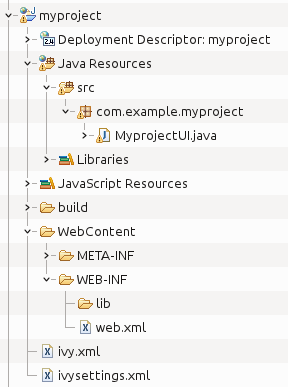 myproject
Deployment Descriptor: myproject
Java Resources
src
com.example.myproject
MyprojectUI.java
Libraries
JavaScript Resources
build
WebContent
META-INF
WEB-INF
lib
web.xml
ivy.xml
ivysettings.xml